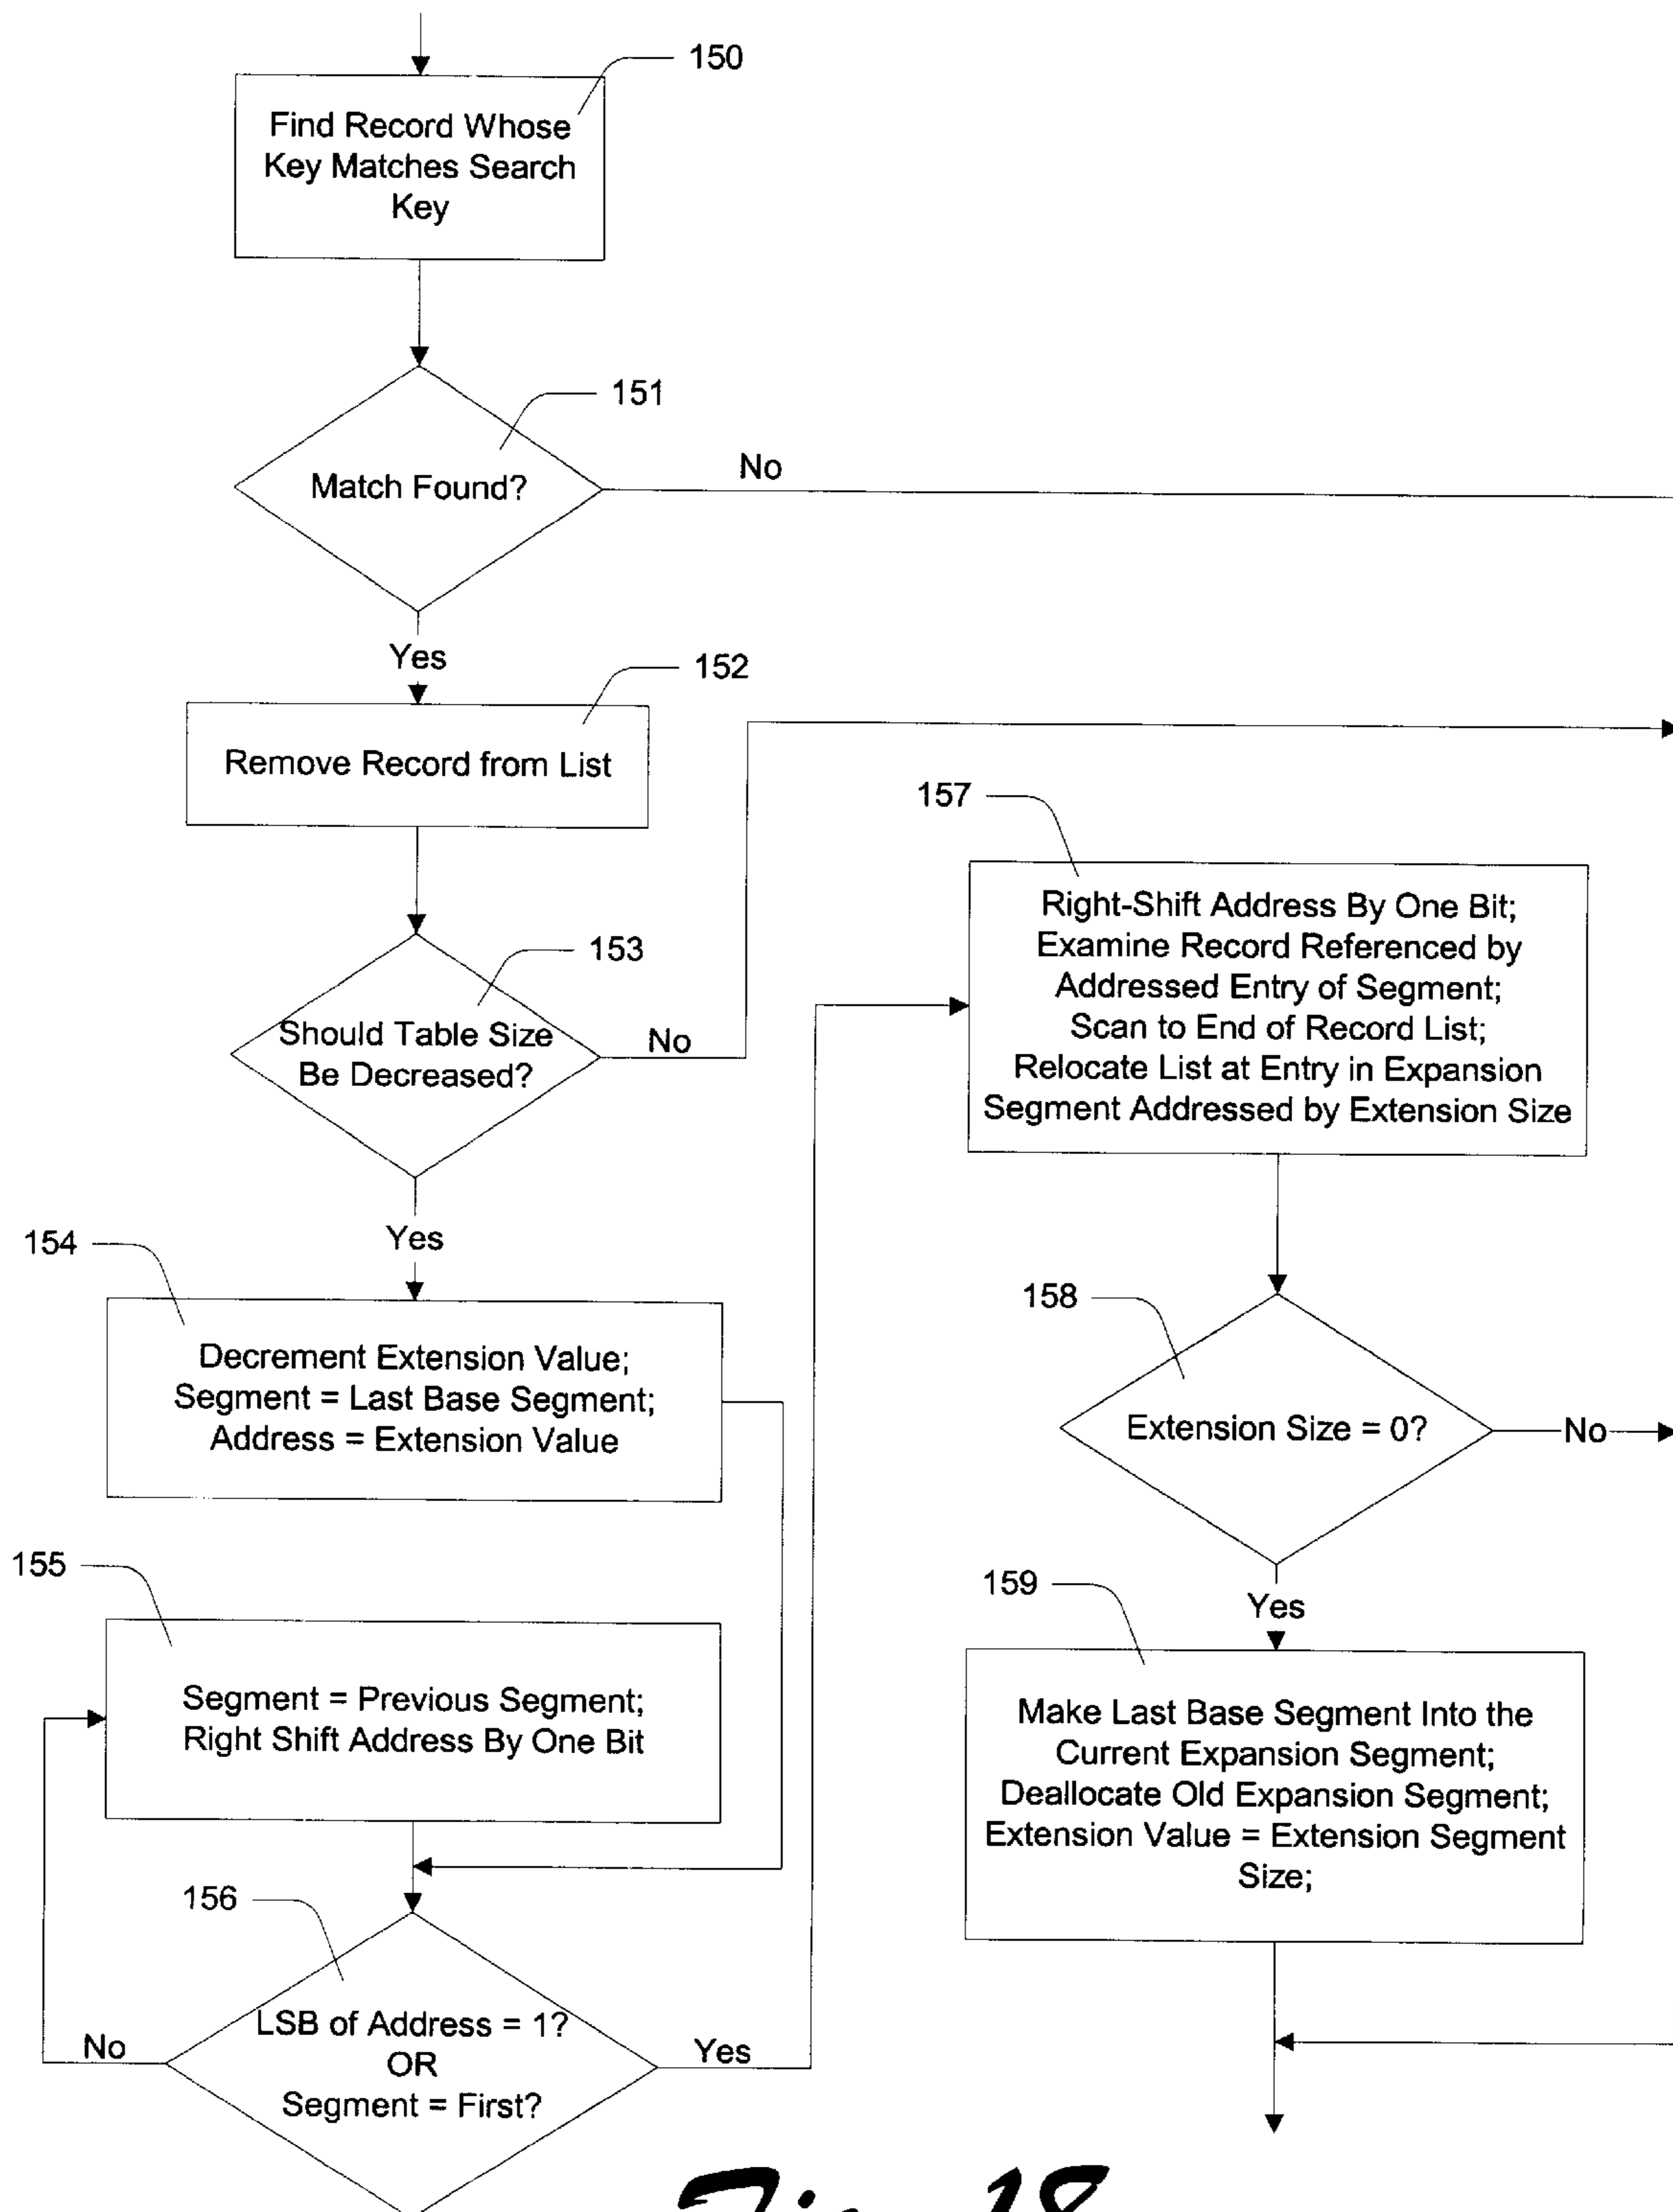 150
Find Record Whose
Key Matches Search
Key
151
Match Found?
No
Yes
152
Remove Record from List
153
Should Table Size
Be Decreased?
No
Yes
154
Decrement Extension Value;
Segment = Last Base Segment;
Address = Extension Value
155
Segment = Previous Segment;
Right Shift Address By One Bit
156
LSB of Address = 1?
OR
Segment = First?
No
Yes
157
Right-Shift Address By One Bit;
Examine Record Referenced by
Addressed Entry of Segment;
Scan to End of Record List;
Relocate List at Entry in Expansion
Segment Addressed by Extension Size
158
Extension Size = 0?
No
Yes
159
Make Last Base Segment Into the
Current Expansion Segment;
Deallocate Old Expansion Segment;
Extension Value = Extension Segment
Size;
Fig. 18